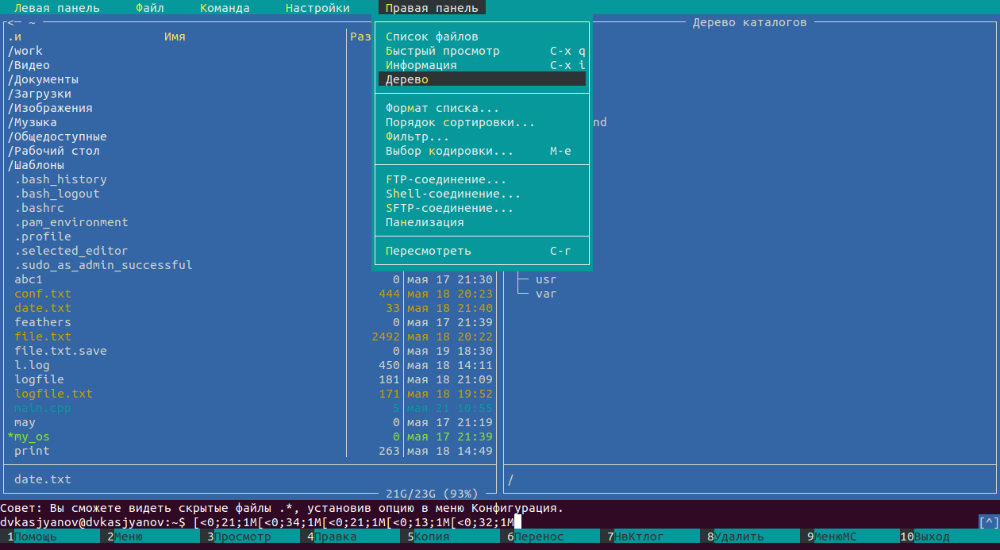 Левая панель Файл Команда Настройки Правая панель
<─ ~
Дерево каталогов
.и Имя Раз
/work
/Видео
/Документы
/Загрузки
/Изображения
/Музыка
/Общедоступные
/Рабочий стол
/Шаблоны
.bash_history
.bash_logout
.bashrc
.pam_environment
.profile
.selected_editor
.sudo_as_admin_successful
abc1 0 мая 17 21:30
conf.txt 444 мая 18 20:23
date.txt 33 мая 18 21:40
feathers 0 мая 17 21:39
file.txt 2492 мая 18 20:22
file.txt.save 0 мая 19 18:30
l.log 450 мая 18 14:11
logfile 181 мая 18 21:09
logfile.txt 171 мая 18 19:52
main.cpp 5 мая 21 10:55
may 0 мая 17 21:19
*my_os 0 мая 17 21:39
print 263 мая 18 14:49
date.txt
21G/23G (93%)
Список файлов
Быстрый просмотр C-x q
Информация C-x i
Дерево
Формат списка...
Порядок сортировки...
Фильтр...
Выбор кодировки... M-e
FTP-соединение...
Shell-соединение...
SFTP-соединение...
Панелизация
Пересмотреть C-r
nd
usr
var
/
Совет: Вы сможете видеть скрытые файлы .*, установив опцию в меню Конфигурация.
dvkasjyanov@dvkasjyanov:~$ [<0;21;1M[<0;34;1M[<0;21;1M[<0;13;1M[<0;32;1M [^]
1Помощь 2Меню 3Просмотр 4Правка 5Копия 6Перенос 7НвКтлог 8Удалить 9МенюМС 10Выход